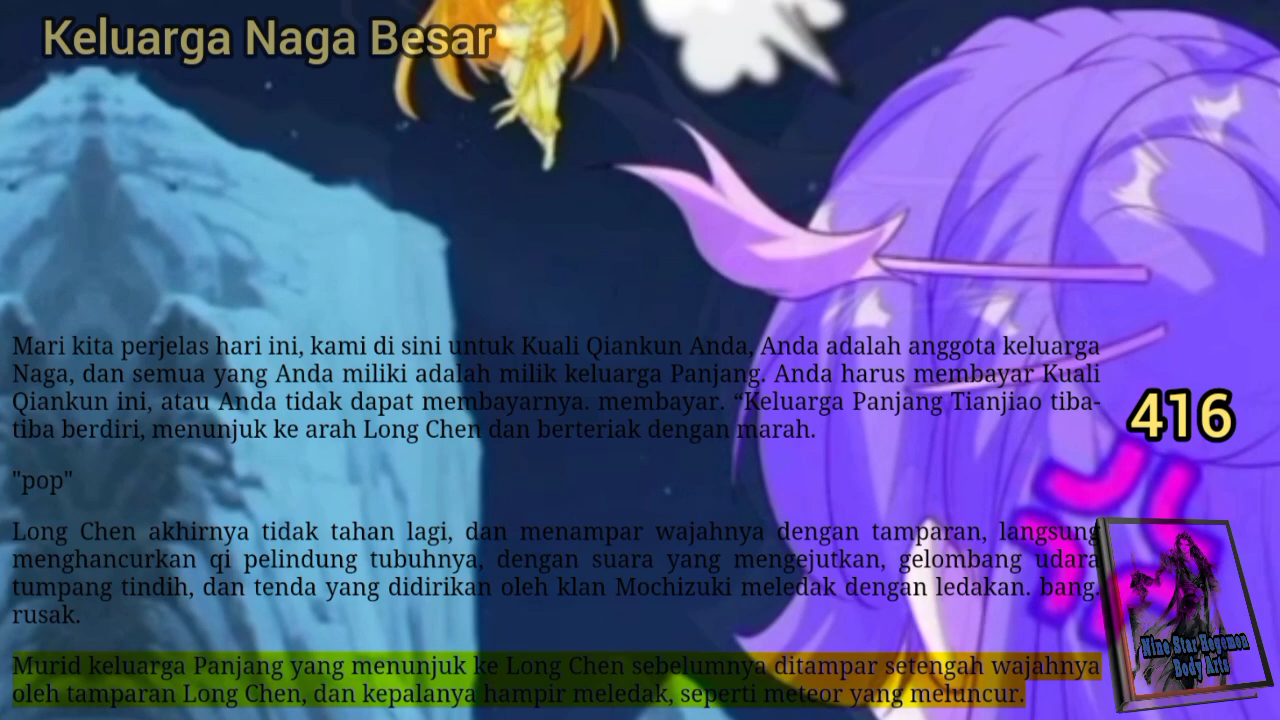 Keluarga Naga Besar
Mari kita perjelas hari ini, kami di sini untuk Kuali Qiankun Anda, Anda adalah anggota keluarga
Naga, dan semua yang Anda miliki adalah milik keluarga Panjang. Anda harus membayar Kuali
Qiankun ini, atau Anda tidak dapat membayarnya. membayar. “Keluarga Panjang Tianjiao tiba-
tiba berdiri, menunjuk ke arah Long Chen dan berteriak dengan marah.
416
"pop"
Long Chen akhirnya tidak tahan lagi, dan menampar wajahnya dengan tamparan, langsung
menghancurkan qi pelindung tubuhnya, dengan suara yang mengejutkan, gelombang udara
tumpang tindih, dan tenda yang didirikan oleh klan Mochizuki meledak dengan ledakan. bang.
rusak.
Murid keluarga Panjang yang menunjuk ke Long Chen sebelumnya ditampar setengah wajahnya
oleh tamparan Long Chen, dan kepalanya hampir meledak, seperti meteor yang meluncur.
Nine Star Hegemon
Body Arts